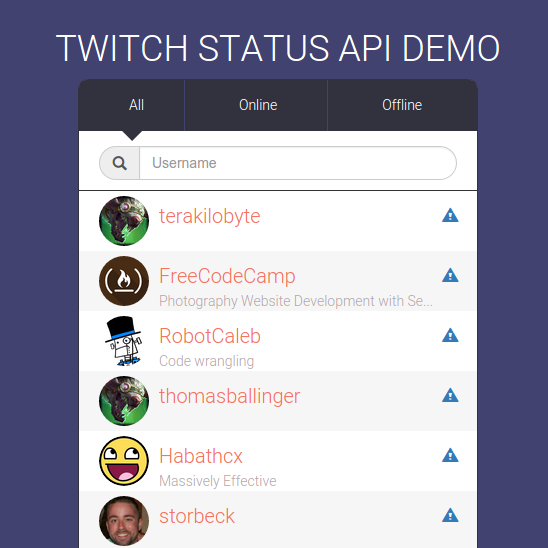 TWITCH STATUS API DEMO
All Online Offline
Username
terakilobyte
FreeCodeCamp
Photography Website Development with Se...
RobotCaleb
Code wrangling
thomasballinger
Habathcx
Massively Effective
storbeck